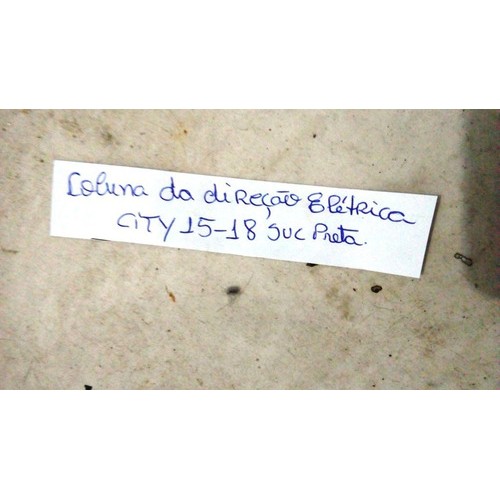 Coluna da direção Elétrica
CITY 15-18 SUC Preta.